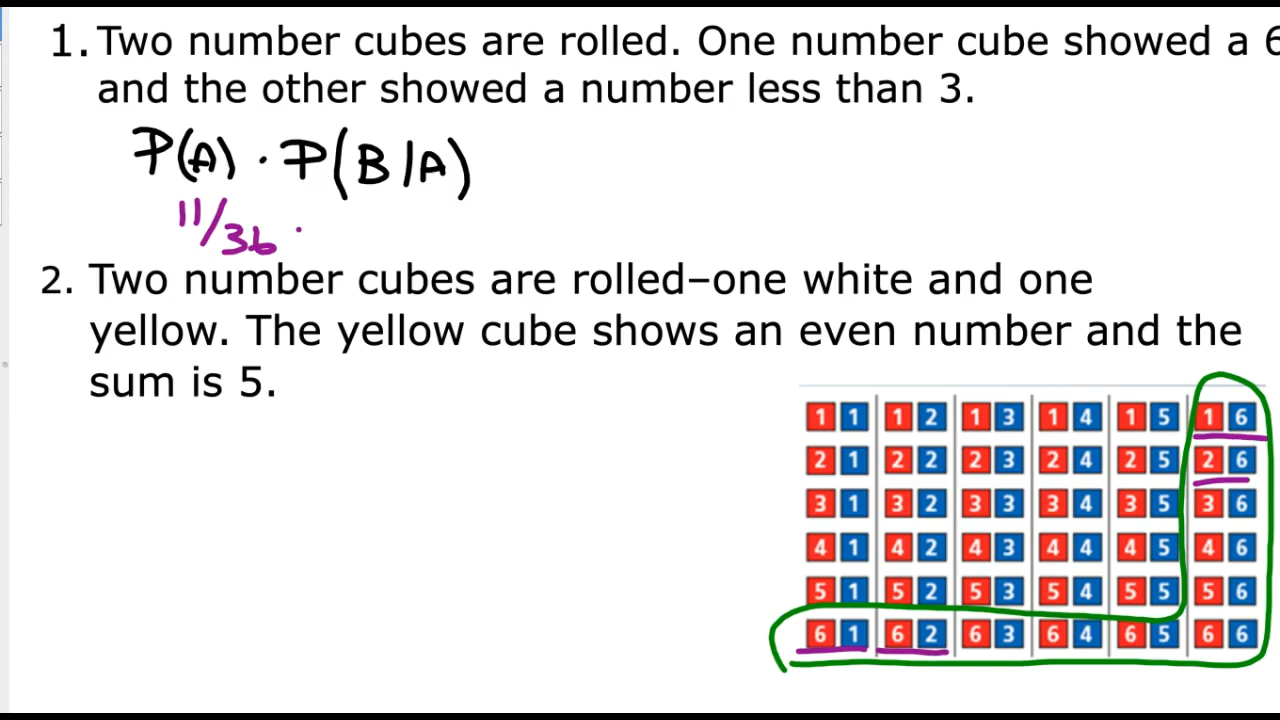 1. Two number cubes are rolled. One number cube showed a 6
and the other showed a number less than 3.
P(A) · P(B|A)
11/36 ·
2. Two number cubes are rolled–one white and one
yellow. The yellow cube shows an even number and the
sum is 5.
1 1 1 2 1 3 1 4 1 5 1 6
2 1 2 2 2 3 2 4 2 5 2 6
3 1 3 2 3 3 3 4 3 5 3 6
4 1 4 2 4 3 4 4 4 5 4 6
5 1 5 2 5 3 5 4 5 5 5 6
6 1 6 2 6 3 6 4 6 5 6 6